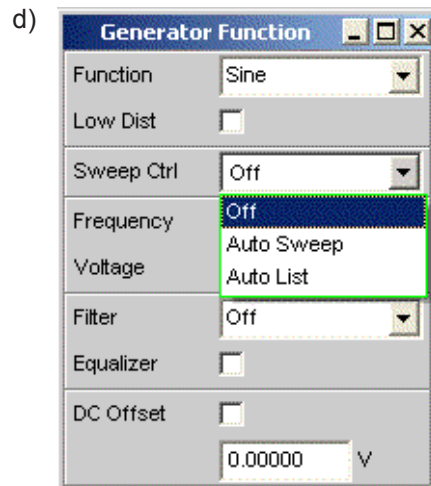 d)
Generator Function
Function Sine
Low Dist
Sweep Ctrl Off
Frequency Off
Auto Sweep
Voltage
Auto List
Filter Off
Equalizer
DC Offset
0.00000 V